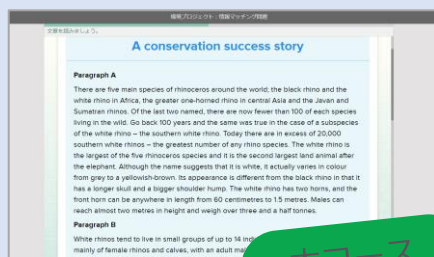 環境プロジェクト：情報マッチング問題
文章を読みましょう。
A conservation success story
Paragraph A
There are five main species of rhinoceros around the world; the black rhino and the
white rhino in Africa, the greater one-horned rhino in central Asia and the Javan and
Sumatran rhinos. Of the last two named, there are now fewer than 100 of each species
living in the wild. Go back 100 years and the same was true in the case of a subspecies
of the white rhino – the southern white rhino. Today there are in excess of 20,000
southern white rhinos – the greatest number of any rhino species. The white rhino is
the largest of the five rhinoceros species and it is the second largest land animal after
the elephant. Although the name suggests that it is white, it actually varies in colour
from grey to a yellowish-brown. Its appearance is different from the black rhino in that it
has a longer skull and a bigger shoulder hump. The white rhino has two horns, and the
front horn can be anywhere in length from 60 centimetres to 1.5 metres. Males can
reach almost two metres in height and weigh over three and a half tonnes.
Paragraph B
White rhinos tend to live in small groups of up to 14
mainly of female rhinos and calves, with an adult
コース